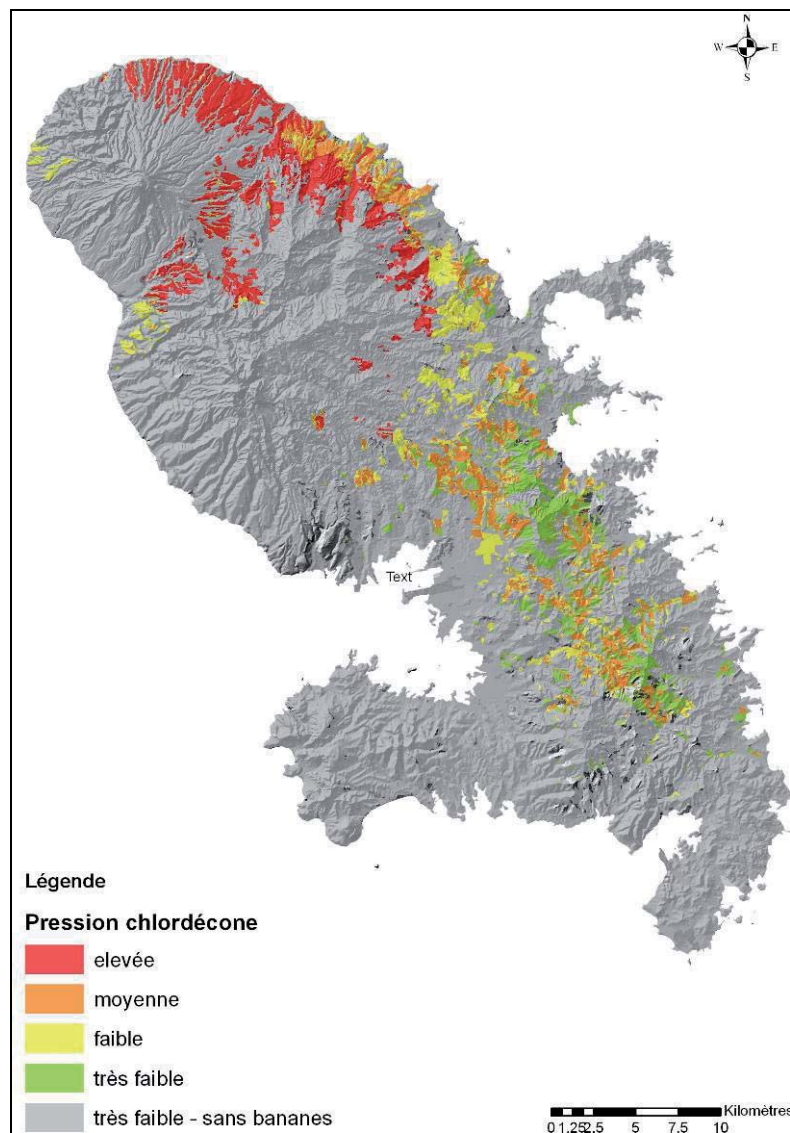 N
W E
S
Text
Légende
Pression chlordécone
elevée
moyenne
faible
très faible
très faible - sans bananes
Kilomètres
0 1.25 2.5 5 7.5 10